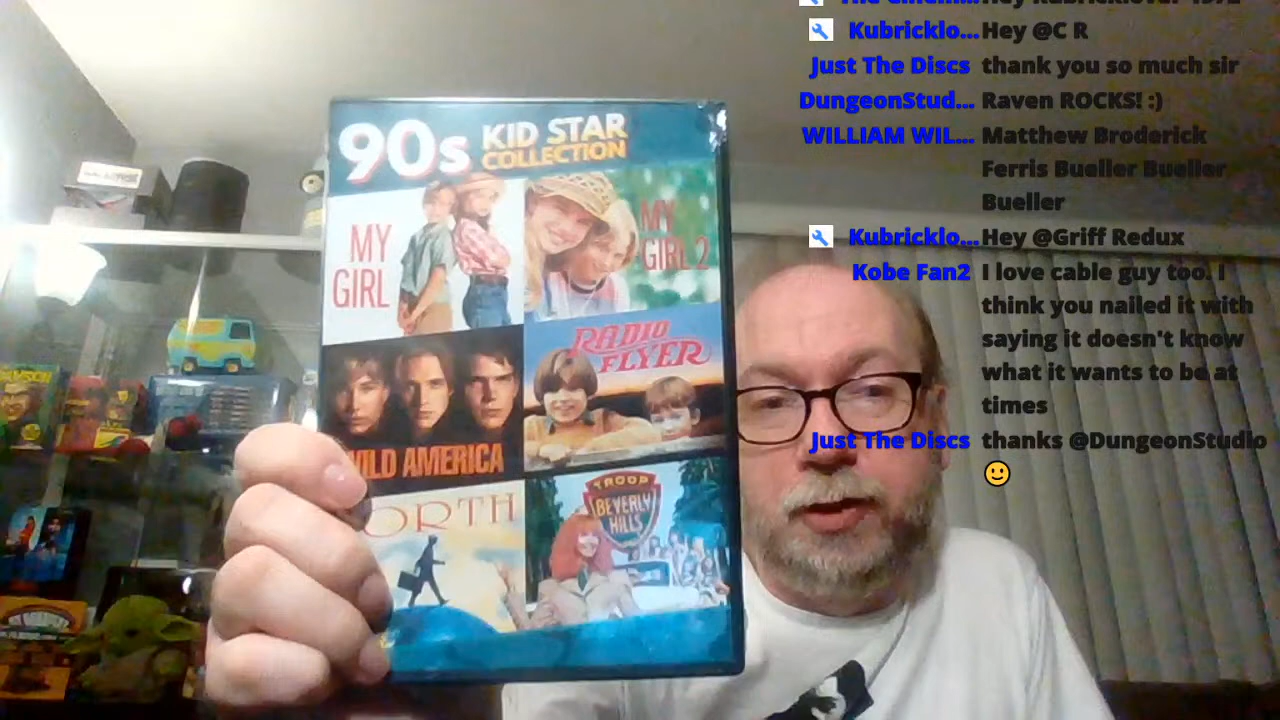 Hey @C R
Kubricklo...
Just The Discs thank you so much sir
DungeonStud... Raven ROCKS! :)
WILLIAM WIL... Matthew Broderick
Ferris Bueller Bueller
Bueller
Kubricklo... Hey @Griff Redux
Kobe Fan2 I love cable guy too. I
think you nailed it with
saying it doesn't know
what it wants to be at
times
Just The Discs thanks @DungeonStudio
90s KID STAR
COLLECTION
MY
GIRL
MY
GIRL 2
WILD AMERICA
RADIO
FLYER
NORTH
TROOP
BEVERLY
HILLS